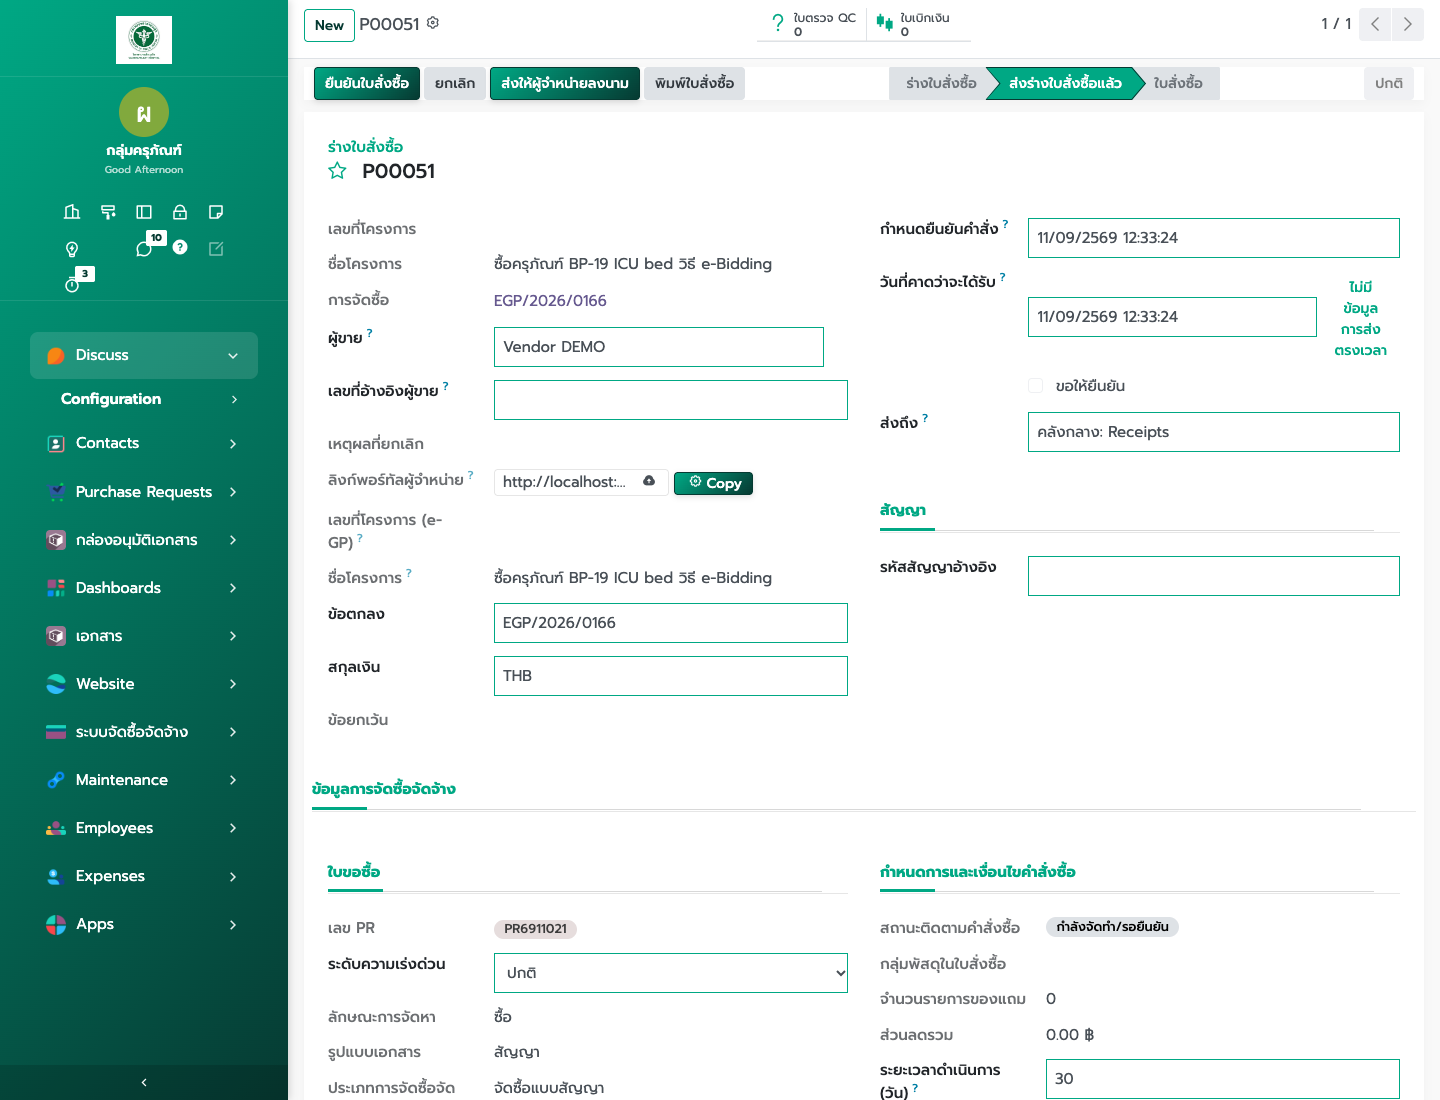 New
P00051
ใบตรวจ QC
0
ใบเบิกเงิน
0
1 / 1
ยืนยันใบสั่งซื้อ
ยกเลิก
ส่งให้ผู้จำหน่ายลงนาม
พิมพ์ใบสั่งซื้อ
ร่างใบสั่งซื้อ
ส่งร่างใบสั่งซื้อแล้ว
ใบสั่งซื้อ
ปกติ
ผ
กลุ่มครุภัณฑ์
Good Afternoon
10
?
3
Discuss
Configuration
Contacts
Purchase Requests
กล่องอนุมัติเอกสาร
Dashboards
เอกสาร
Website
ระบบจัดซื้อจัดจ้าง
Maintenance
Employees
Expenses
Apps
ร่างใบสั่งซื้อ
P00051
เลขที่โครงการ
ชื่อโครงการ
ซื้อครุภัณฑ์ BP-19 ICU bed วิธี e-Bidding
การจัดซื้อ
EGP/2026/0166
ผู้ขาย ?
Vendor DEMO
เลขที่อ้างอิงผู้ขาย ?
เหตุผลที่ยกเลิก
ลิงก์พอร์ทัลผู้จำหน่าย ?
http://localhost:...
Copy
เลขที่โครงการ (e-
GP) ?
ชื่อโครงการ ?
ซื้อครุภัณฑ์ BP-19 ICU bed วิธี e-Bidding
ข้อตกลง
EGP/2026/0166
สกุลเงิน
THB
ข้อยกเว้น
กำหนดยืนยันคำสั่ง ?
11/09/2569 12:33:24
วันที่คาดว่าจะได้รับ ?
11/09/2569 12:33:24
ไม่มี
ข้อมูล
การส่ง
ตรงเวลา
ขอให้ยืนยัน
ส่งถึง ?
คลังกลาง: Receipts
สัญญา
รหัสสัญญาอ้างอิง
ข้อมูลการจัดซื้อจัดจ้าง
ใบขอซื้อ
เลข PR
PR6911021
ระดับความเร่งด่วน
ปกติ
ลักษณะการจัดหา
ซื้อ
รูปแบบเอกสาร
สัญญา
ประเภทการจัดซื้อจัด
จัดซื้อแบบสัญญา
กำหนดการและเงื่อนไขคำสั่งซื้อ
สถานะติดตามคำสั่งซื้อ
กำลังจัดทำ/รอยืนยัน
กลุ่มพัสดุในใบสั่งซื้อ
จำนวนรายการของแถม
0
ส่วนลดรวม
0.00 ฿
ระยะเวลาดำเนินการ
(วัน) ?
30